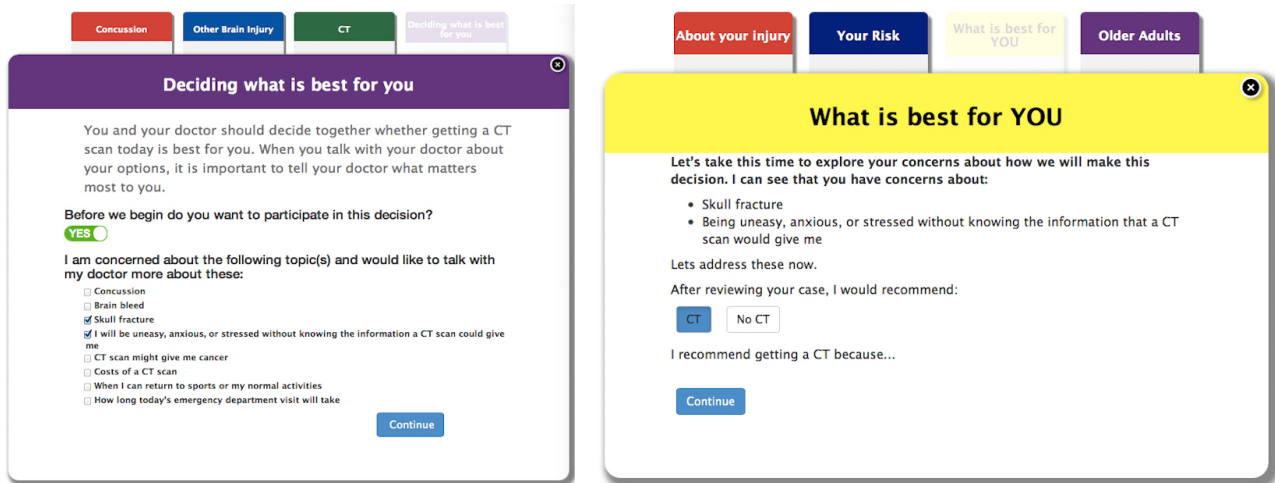 Concussion
Other Brain Injury
CT
Deciding what is best
for you
Deciding what is best for you
You and your doctor should decide together whether getting a CT
scan today is best for you. When you talk with your doctor about
your options, it is important to tell your doctor what matters
most to you.
Before we begin do you want to participate in this decision?
YES
I am concerned about the following topic(s) and would like to talk with
my doctor more about these:
Concussion
Brain bleed
Skull fracture
I will be uneasy, anxious, or stressed without knowing the information a CT scan could give
me
CT scan might give me cancer
Costs of a CT scan
When I can return to sports or my normal activities
How long today's emergency department visit will take
Continue
About your injury
Your Risk
What is best for
YOU
Older Adults
What is best for YOU
Let's take this time to explore your concerns about how we will make this
decision. I can see that you have concerns about:
• Skull fracture
• Being uneasy, anxious, or stressed without knowing the information that a CT
scan would give me
Lets address these now.
After reviewing your case, I would recommend:
CT
No CT
I recommend getting a CT because...
Continue